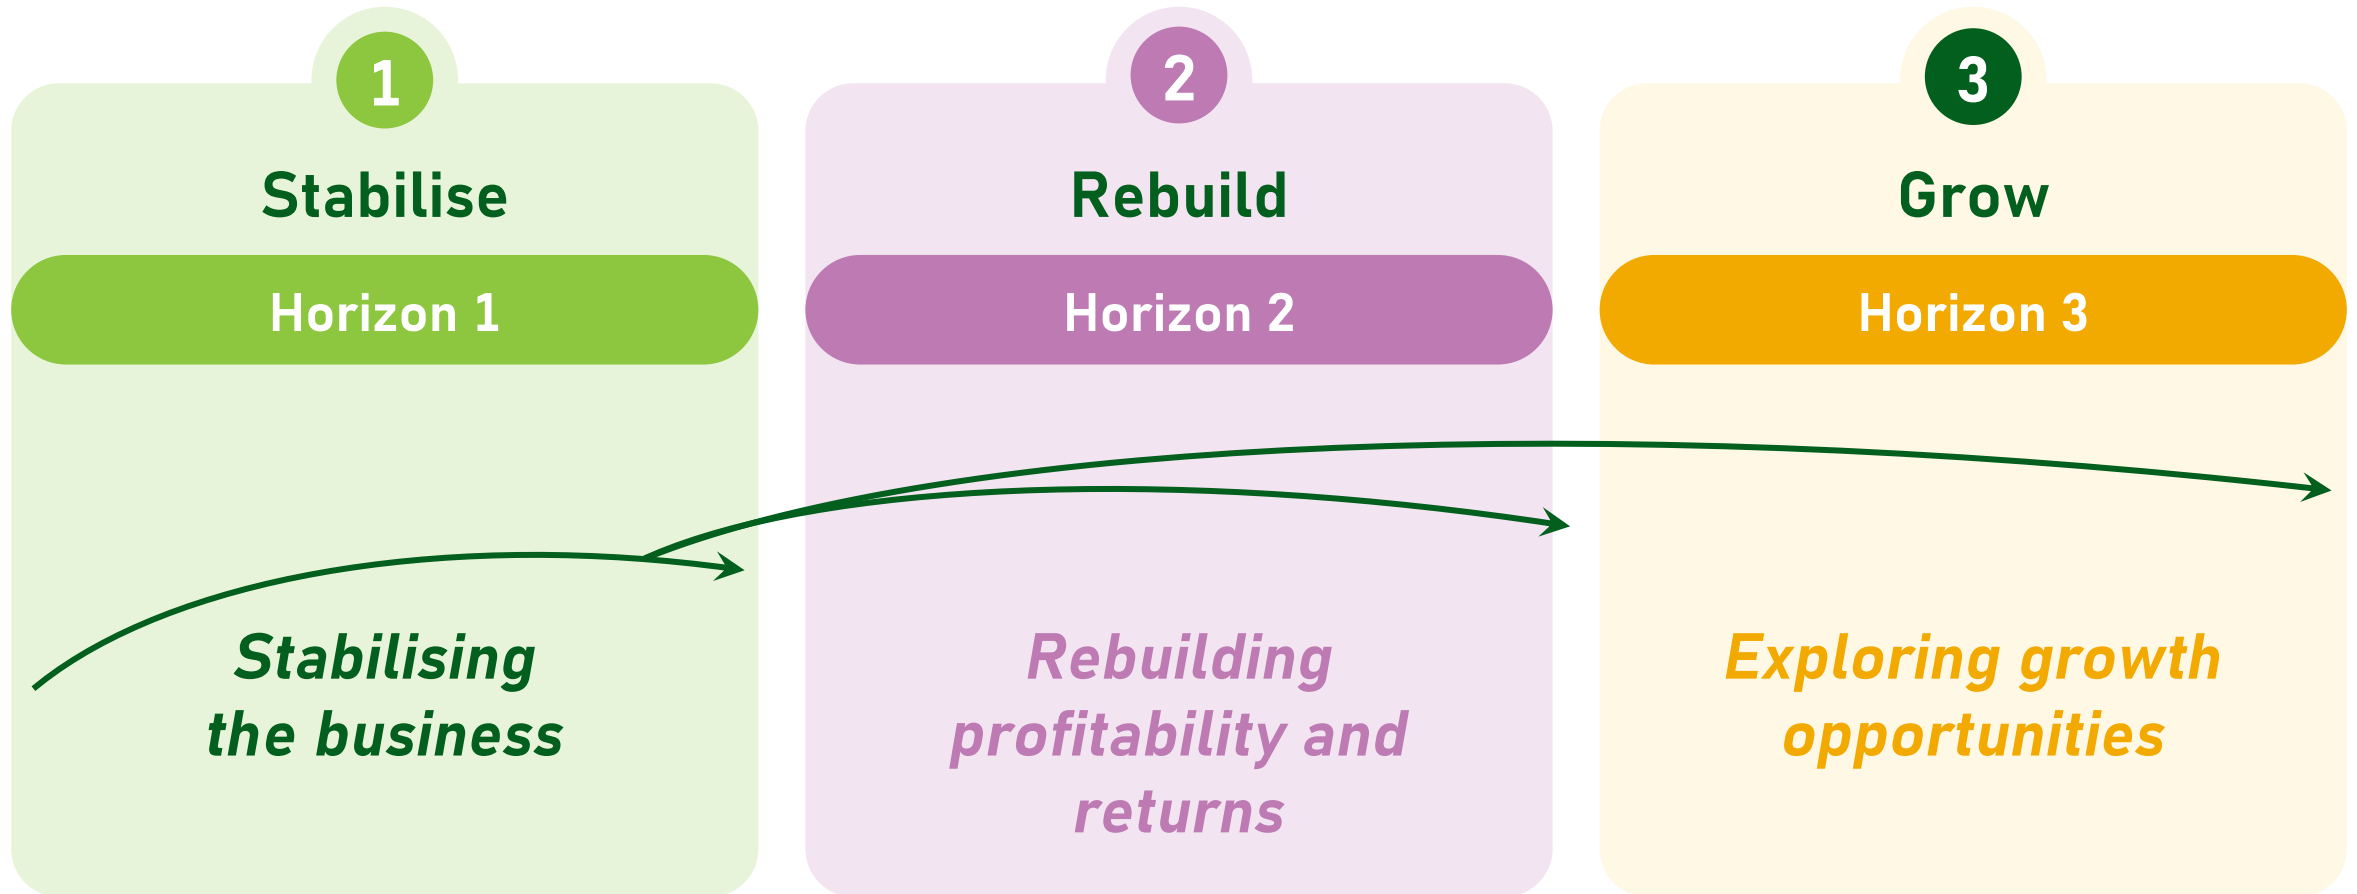 1
Stabilise
Horizon 1
Stabilising
the business
2
Rebuild
Horizon 2
Rebuilding
profitability and
returns
3
Grow
Horizon 3
Exploring growth
opportunities